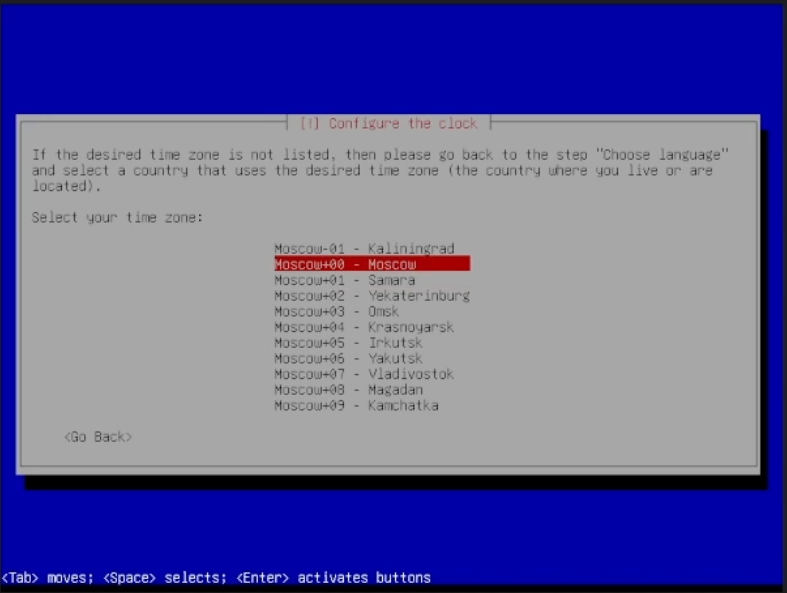 [!] Configure the clock
If the desired time zone is not listed, then please go back to the step "Choose language"
and select a country that uses the desired time zone (the country where you live or are
located).
Select your time zone:
Moscow-01 - Kaliningrad
Moscow+00 - Moscow
Moscow+01 - Samara
Moscow+02 - Yekaterinburg
Moscow+03 - Omsk
Moscow+04 - Krasnoyarsk
Moscow+05 - Irkutsk
Moscow+06 - Yakutsk
Moscow+07 - Vladivostok
Moscow+08 - Magadan
Moscow+09 - Kamchatka
<Go Back>
<Tab> moves; <Space> selects; <Enter> activates buttons